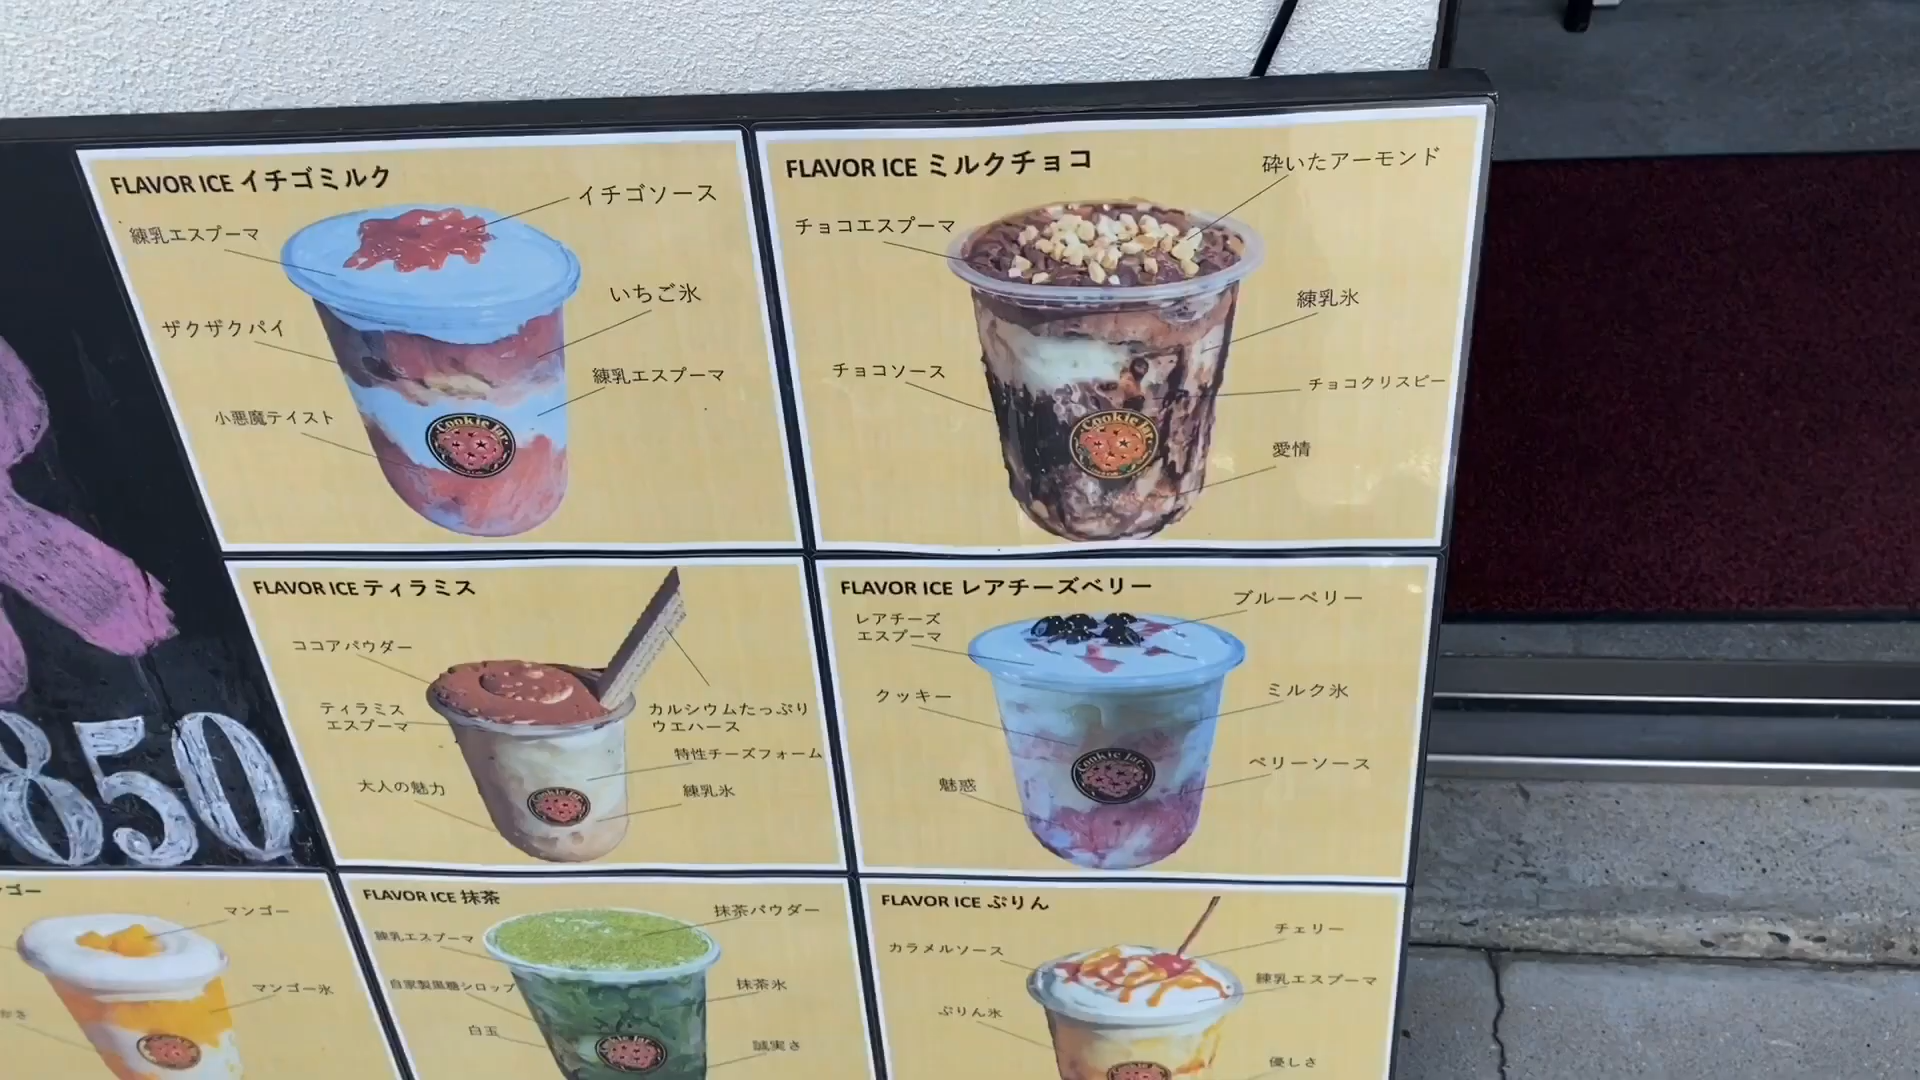 FLAVOR ICE イチゴミルク
イチゴソース
練乳エスプーマ
いちご氷
ザクザクパイ
練乳エスプーマ
小悪魔テイスト
Cookie Jar
FLAVOR ICE ミルクチョコ
砕いたアーモンド
チョコエスプーマ
練乳氷
チョコソース
チョコクリスピー
愛情
Cookie Jar
850
FLAVOR ICE ティラミス
ココアパウダー
ティラミス
エスプーマ
カルシウムたっぷり
ウエハース
特性チーズフォーム
大人の魅力
練乳氷
Cookie Jar
FLAVOR ICE レアチーズベリー
ブルーベリー
レアチーズ
エスプーマ
クッキー
ミルク氷
ベリーソース
魅惑
Cookie Jar
ゴー
マンゴー
マンゴー氷
FLAVOR ICE 抹茶
抹茶パウダー
練乳エスプーマ
自家製黒糖シロップ
抹茶氷
白玉
誠実さ
Cookie Jar
FLAVOR ICE ぷりん
チェリー
カラメルソース
練乳エスプーマ
ぷりん氷
優しさ